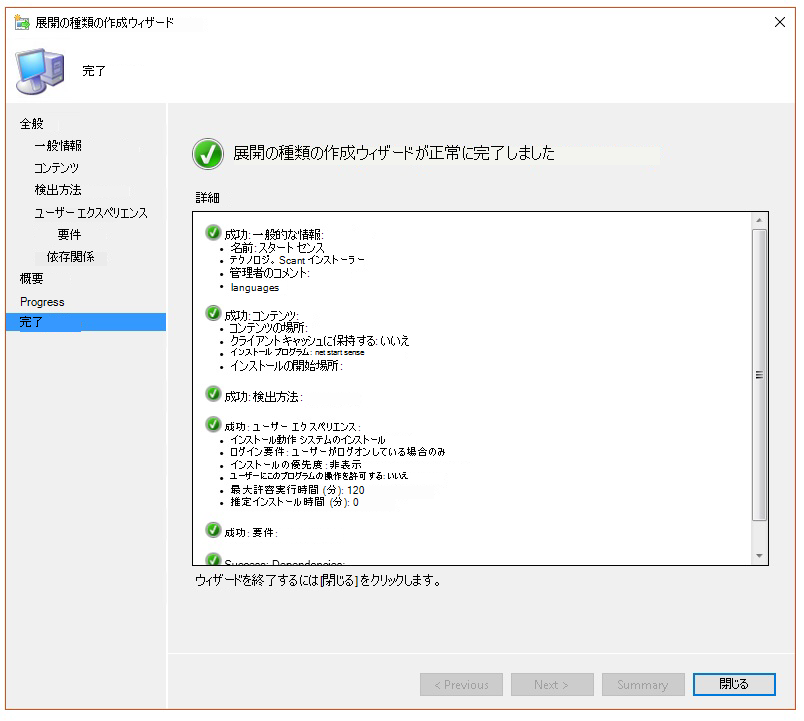 展開の種類の作成ウィザード
完了
全般
一般情報
コンテンツ
検出方法
ユーザー エクスペリエンス
要件
依存関係
概要
Progress
完了
展開の種類の作成ウィザードが正常に完了しました
詳細
成功: 一般的な情報:
• 名前: スタート センス
• テクノロジ。Scant インストーラー
• 管理者のコメント:
• languages
成功: コンテンツ:
• コンテンツの場所:
• クライアント キャッシュに保持する: いいえ
• インストール プログラム: net start sense
• インストールの開始場所:
成功: 検出方法:
成功: ユーザー エクスペリエンス:
• インストール動作 システムのインストール
• ログイン要件: ユーザーがログオンしている場合のみ
• インストールの優先度: 非表示
• ユーザーにこのプログラムの操作を許可する: いいえ
• 最大許容実行時間 (分): 120
• 推定インストール時間 (分): 0
成功: 要件:
Success: Dependencies:
ウィザードを終了するには[閉じる]をクリックします。
< Previous
Next >
Summary
閉じる